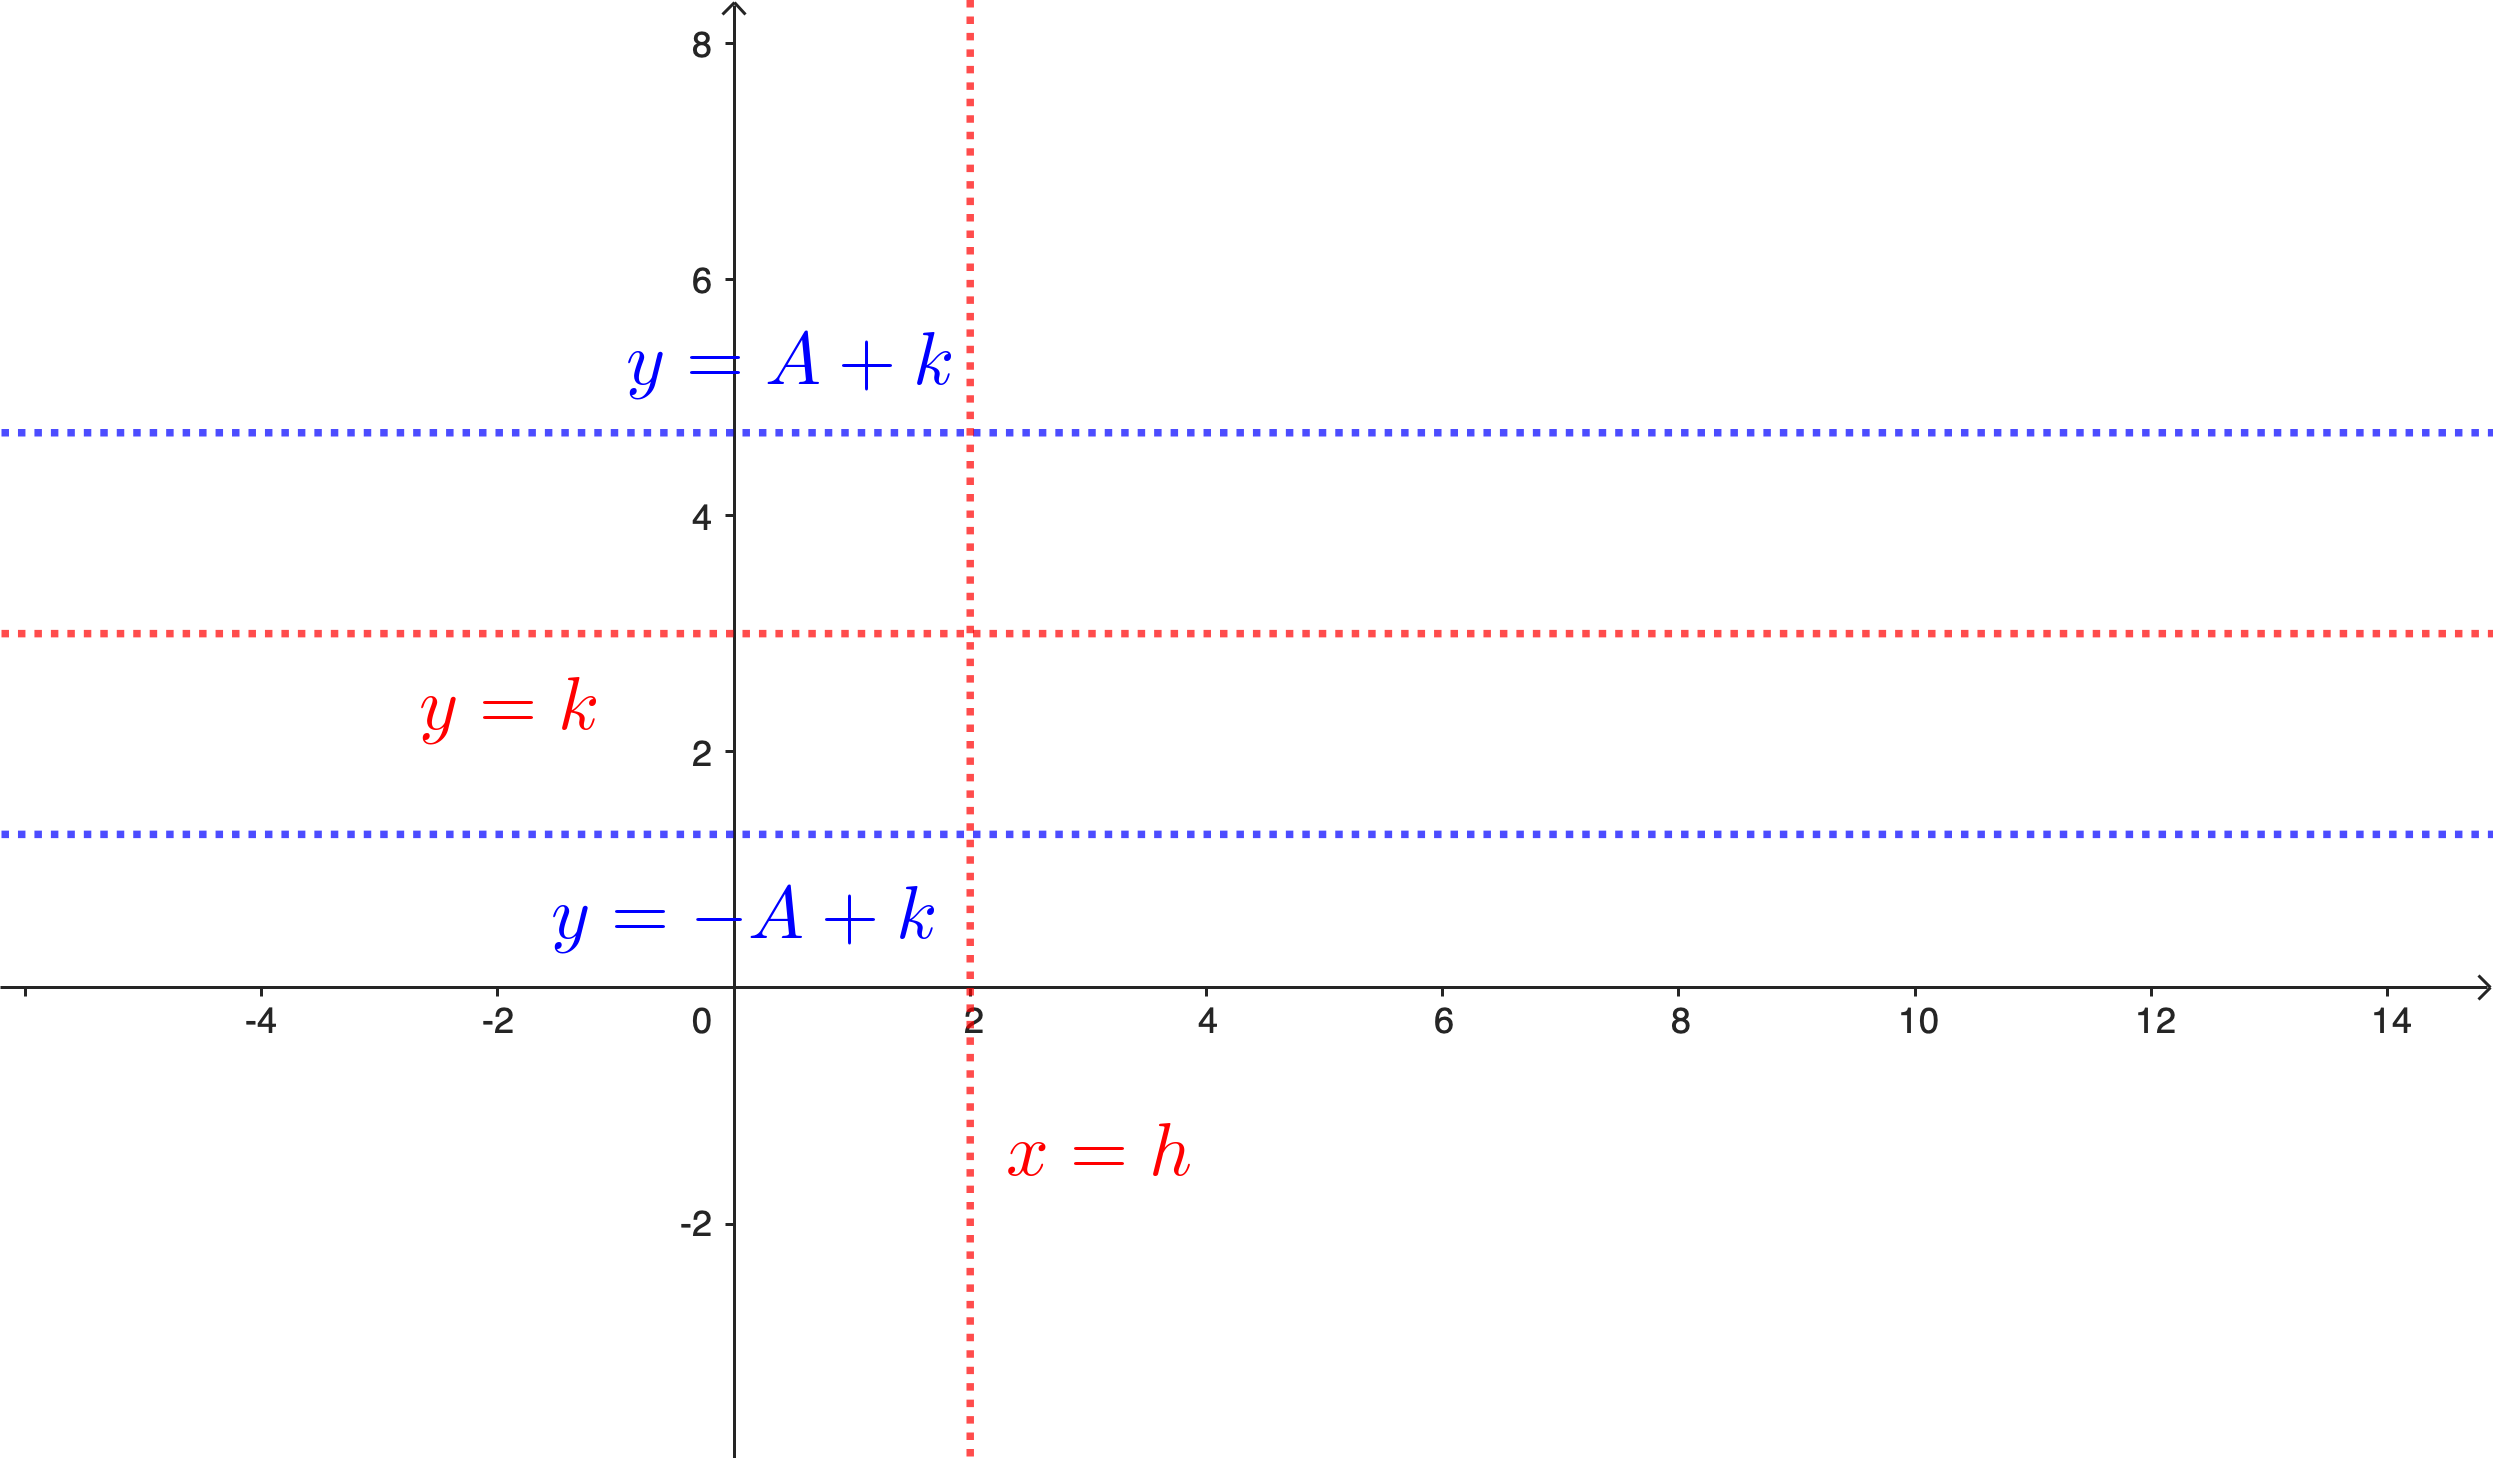 8
6
y = A + k
4
y = k
2
y = −A + k
-4 -2 0 2 4 6 8 10 12 14
x = h
-2